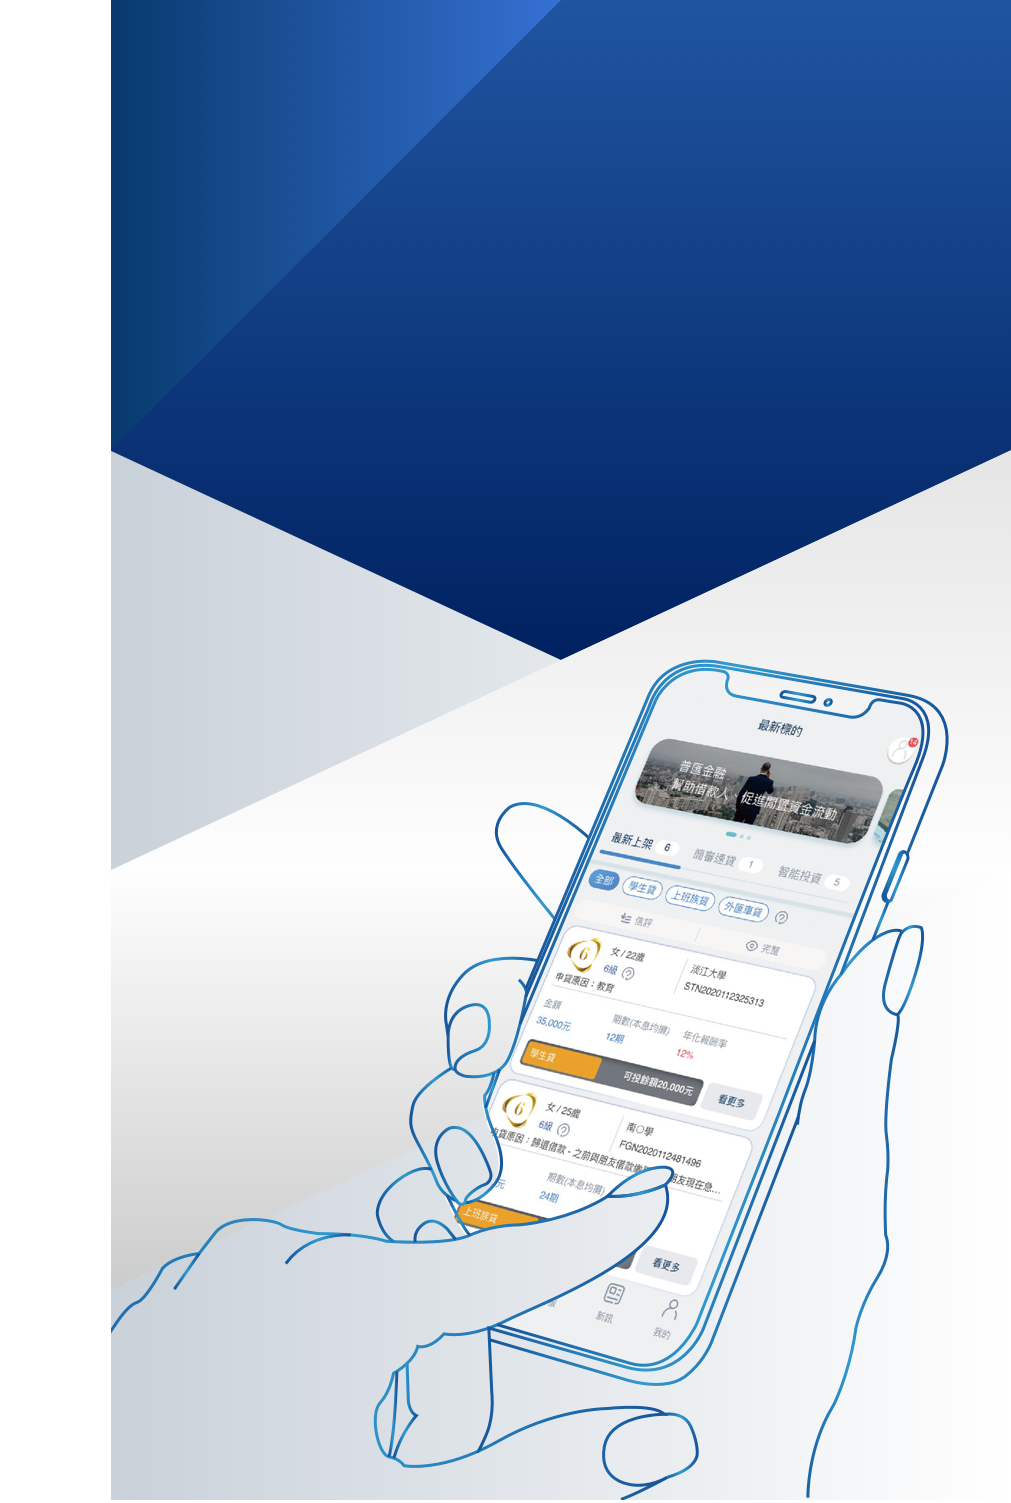 最新標的
14
普匯金融
幫助借款人、促進閒置資金流動
最新上架 6 簡審速貸 1 智能投資 5
全部 學生貸 上班族貸 外匯車貸 ?
信評 完整
6 女 / 22歲 淡江大學
6級 ? STN2020112325313
申貸原因：教育
金額 期數(本息均攤) 年化報酬率
35,000元 12期 12%
學生貸 可投餘額20,000元 看更多
6 女 / 25歲 南〇學
6級 ? FGN2020112481496
申貸原因：歸還借款 - 之前與朋友借款繳 朋友現在急...
期數(本息均攤)
元 24期
上班族貸 看更多
新訊 我的